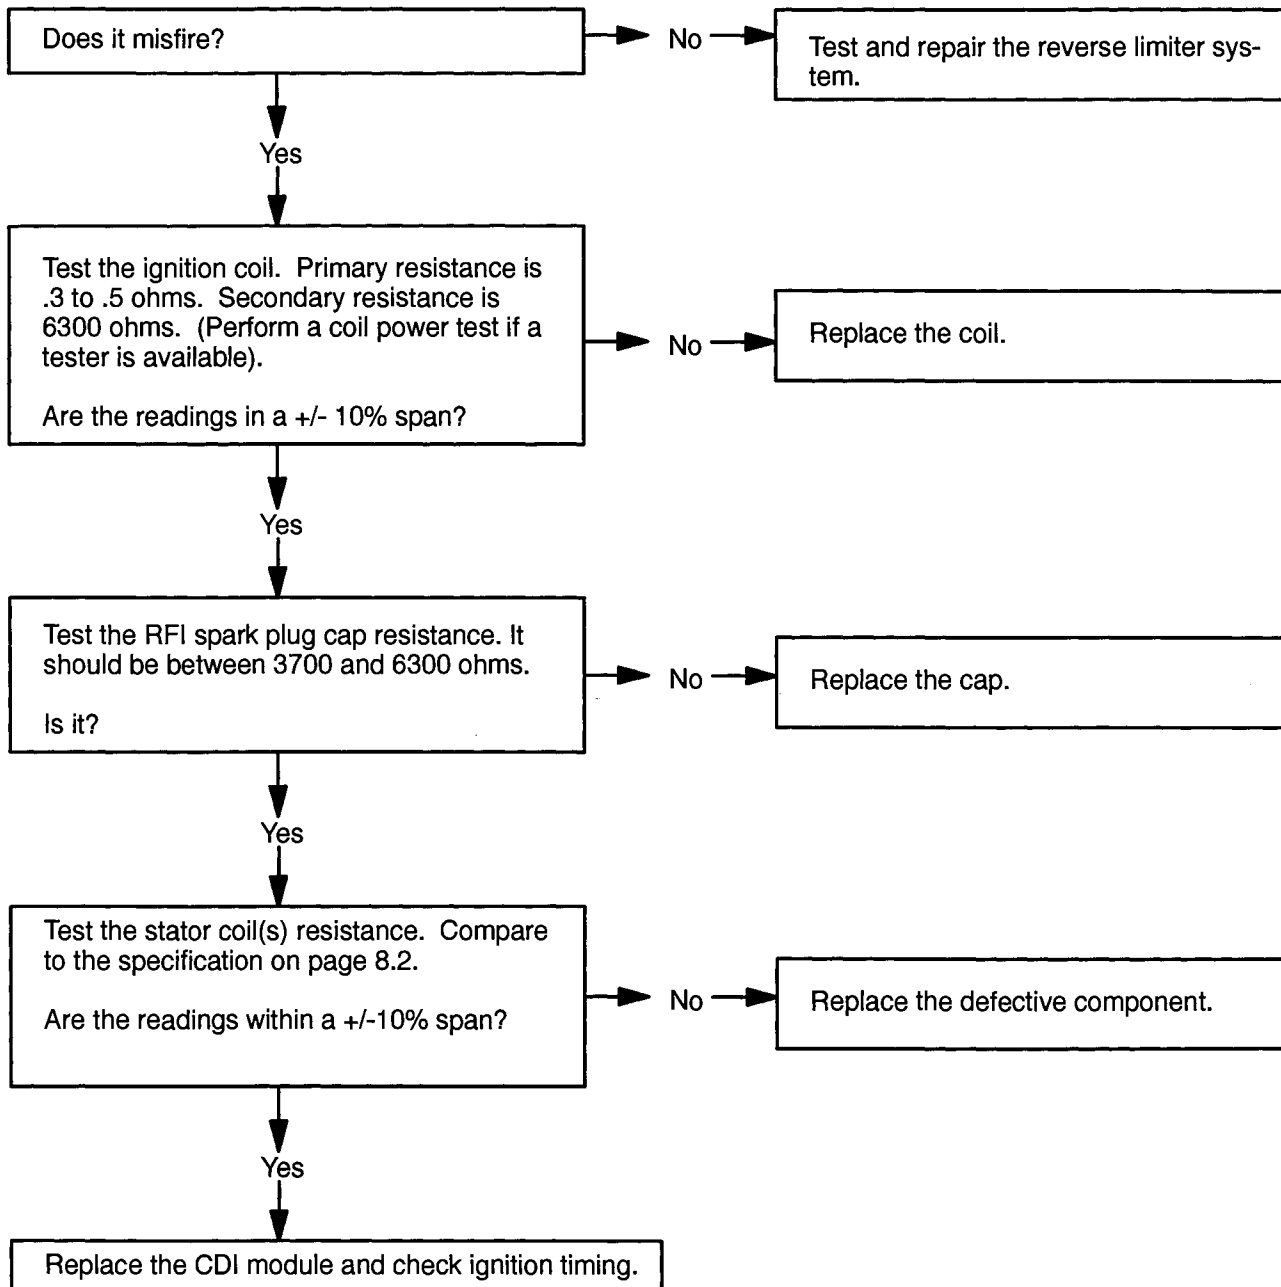 Does it misfire?
No
Test and repair the reverse limiter sys-
tem.
Yes
Test the ignition coil. Primary resistance is
.3 to .5 ohms. Secondary resistance is
6300 ohms. (Perform a coil power test if a
tester is available).
Are the readings in a +/- 10% span?
No
Replace the coil.
Yes
Test the RFI spark plug cap resistance. It
should be between 3700 and 6300 ohms.
Is it?
No
Replace the cap.
Yes
Test the stator coil(s) resistance. Compare
to the specification on page 8.2.
Are the readings within a +/-10% span?
No
Replace the defective component.
Yes
Replace the CDI module and check ignition timing.